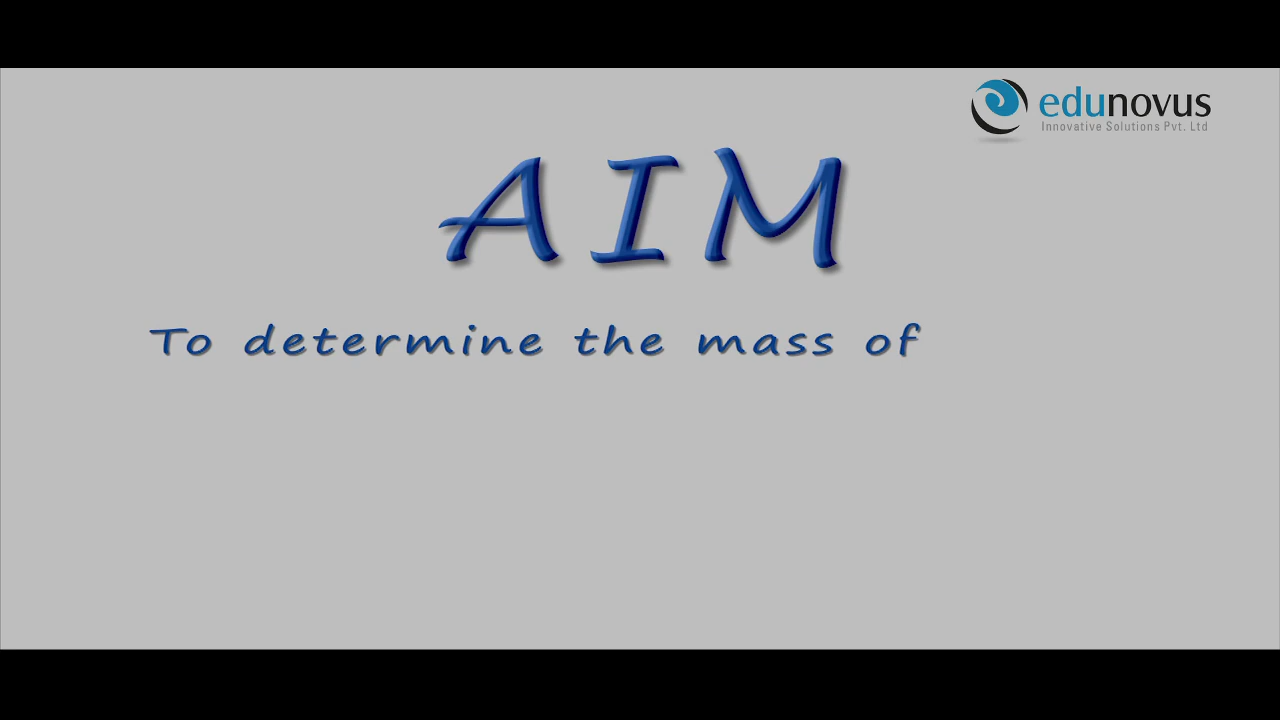 edunovus
Innovative Solutions Pvt. Ltd
AIM
To determine the mass of